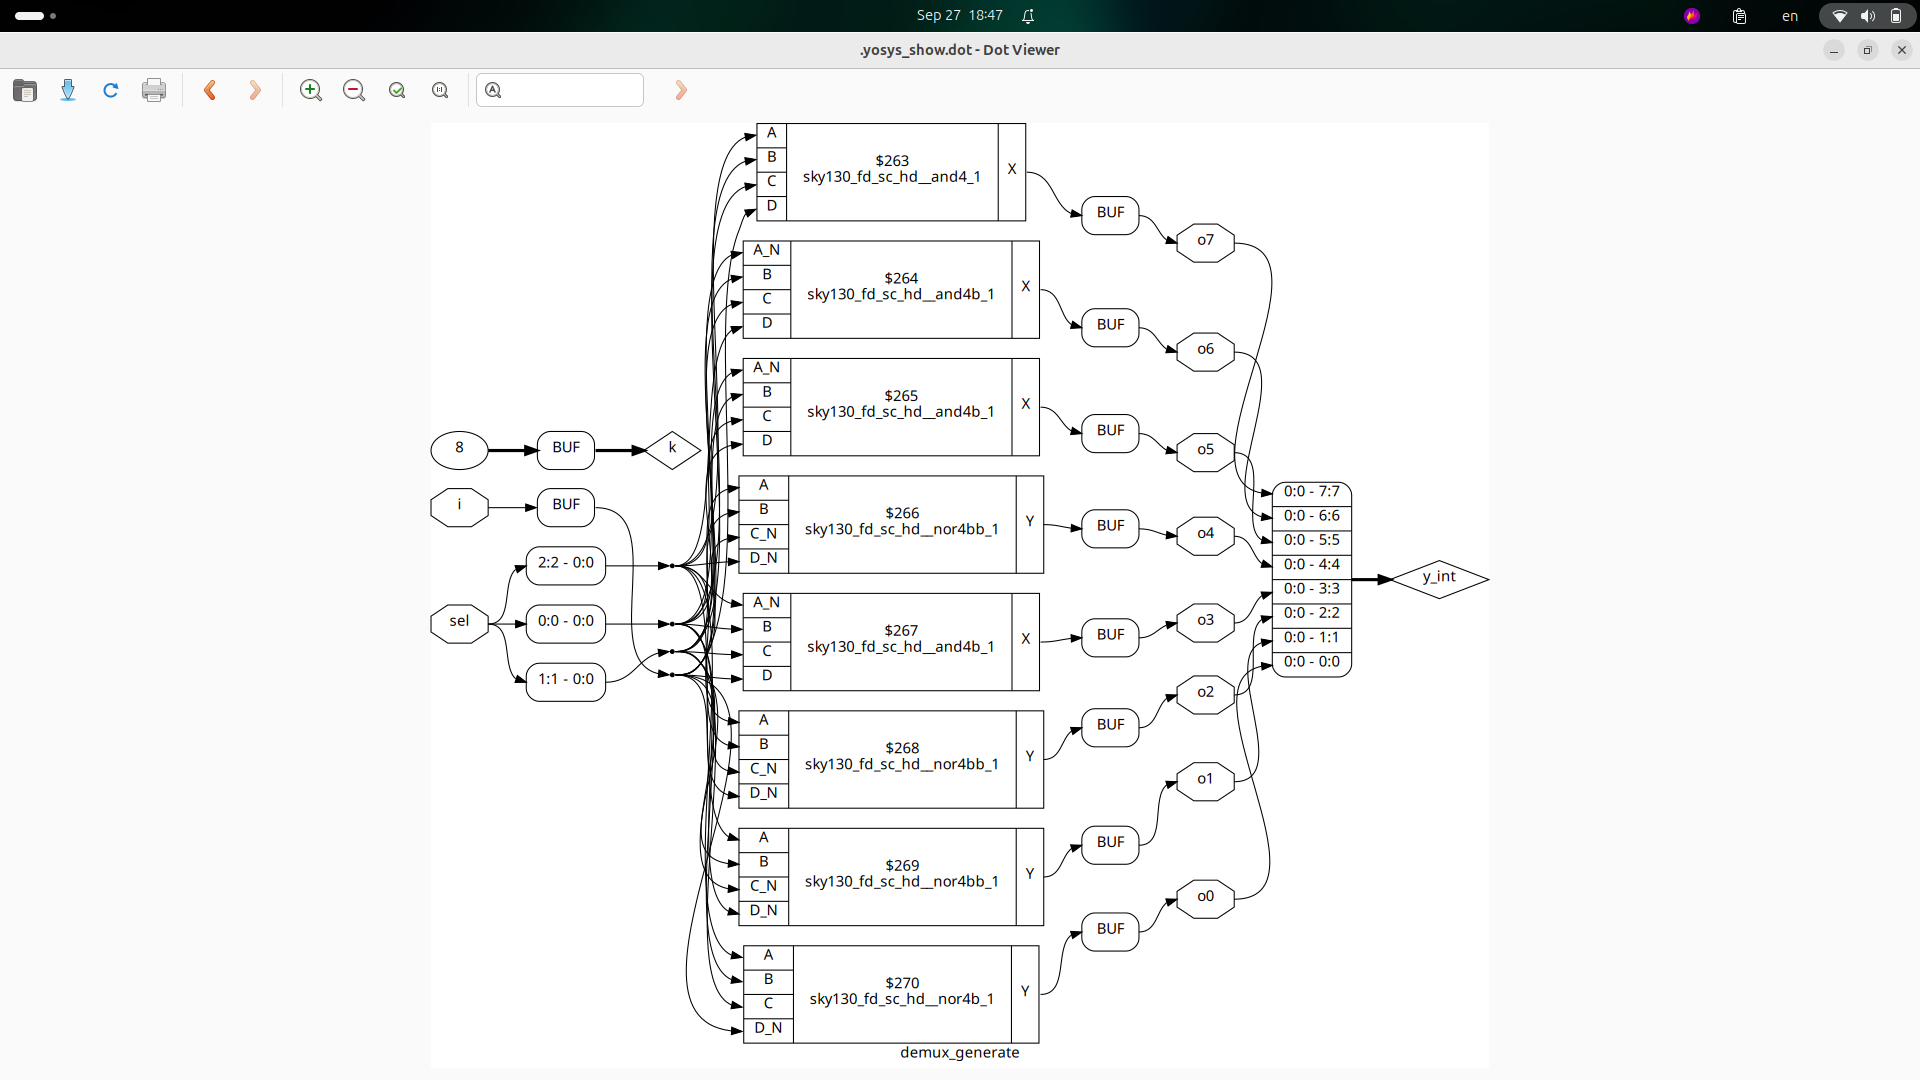 Sep 27 18:47
en
.yosys_show.dot - Dot Viewer
A
B
C
D
$263
sky130_fd_sc_hd__and4_1
X
BUF
o7
A_N
B
C
D
$264
sky130_fd_sc_hd__and4b_1
X
BUF
o6
A_N
B
C
D
$265
sky130_fd_sc_hd__and4b_1
X
BUF
o5
8
BUF
k
i
BUF
sel
2:2 - 0:0
0:0 - 0:0
1:1 - 0:0
A
B
C_N
D_N
$266
sky130_fd_sc_hd__nor4bb_1
Y
BUF
o4
A_N
B
C
D
$267
sky130_fd_sc_hd__and4b_1
X
BUF
o3
A
B
C_N
D_N
$268
sky130_fd_sc_hd__nor4bb_1
Y
BUF
o2
A
B
C_N
D_N
$269
sky130_fd_sc_hd__nor4bb_1
Y
BUF
o1
A
B
C
D_N
$270
sky130_fd_sc_hd__nor4b_1
Y
BUF
o0
0:0 - 7:7
0:0 - 6:6
0:0 - 5:5
0:0 - 4:4
0:0 - 3:3
0:0 - 2:2
0:0 - 1:1
0:0 - 0:0
y_int
demux_generate